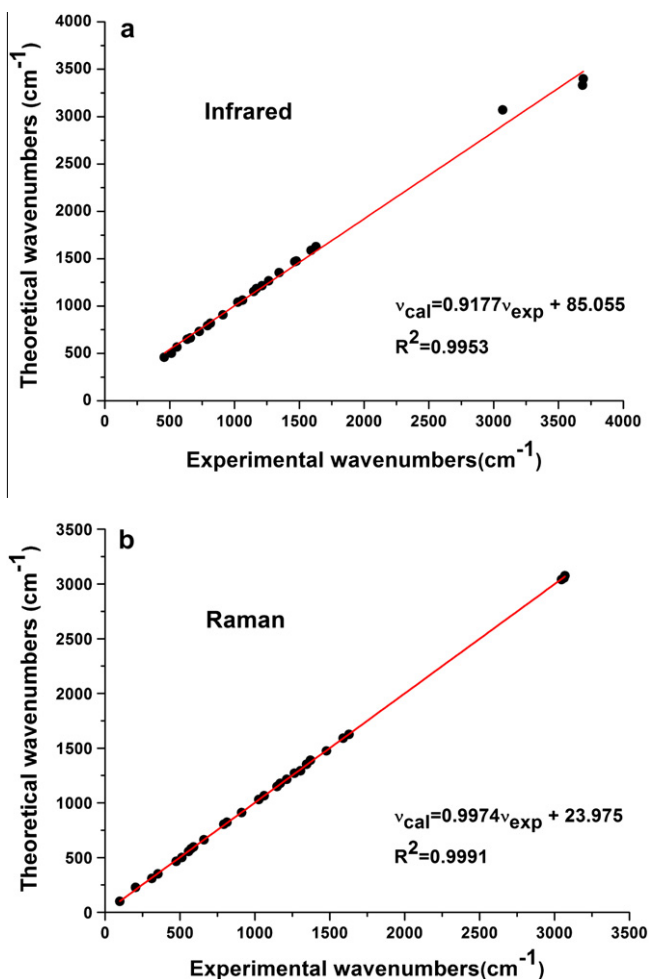 a
4000
3500
3000
2500
2000
1500
1000
500
0
Theoretical wavenumbers (cm-1)
Infrared
νcal=0.9177νexp + 85.055
R2=0.9953
500 1000 1500 2000 2500 3000 3500 4000
Experimental wavenumbers(cm-1)
b
3500
3000
2500
2000
1500
1000
500
0
Theoretical wavenumbers (cm-1)
Raman
νcal=0.9974νexp + 23.975
R2=0.9991
0 500 1000 1500 2000 2500 3000 3500
Experimental wavenumbers(cm-1)